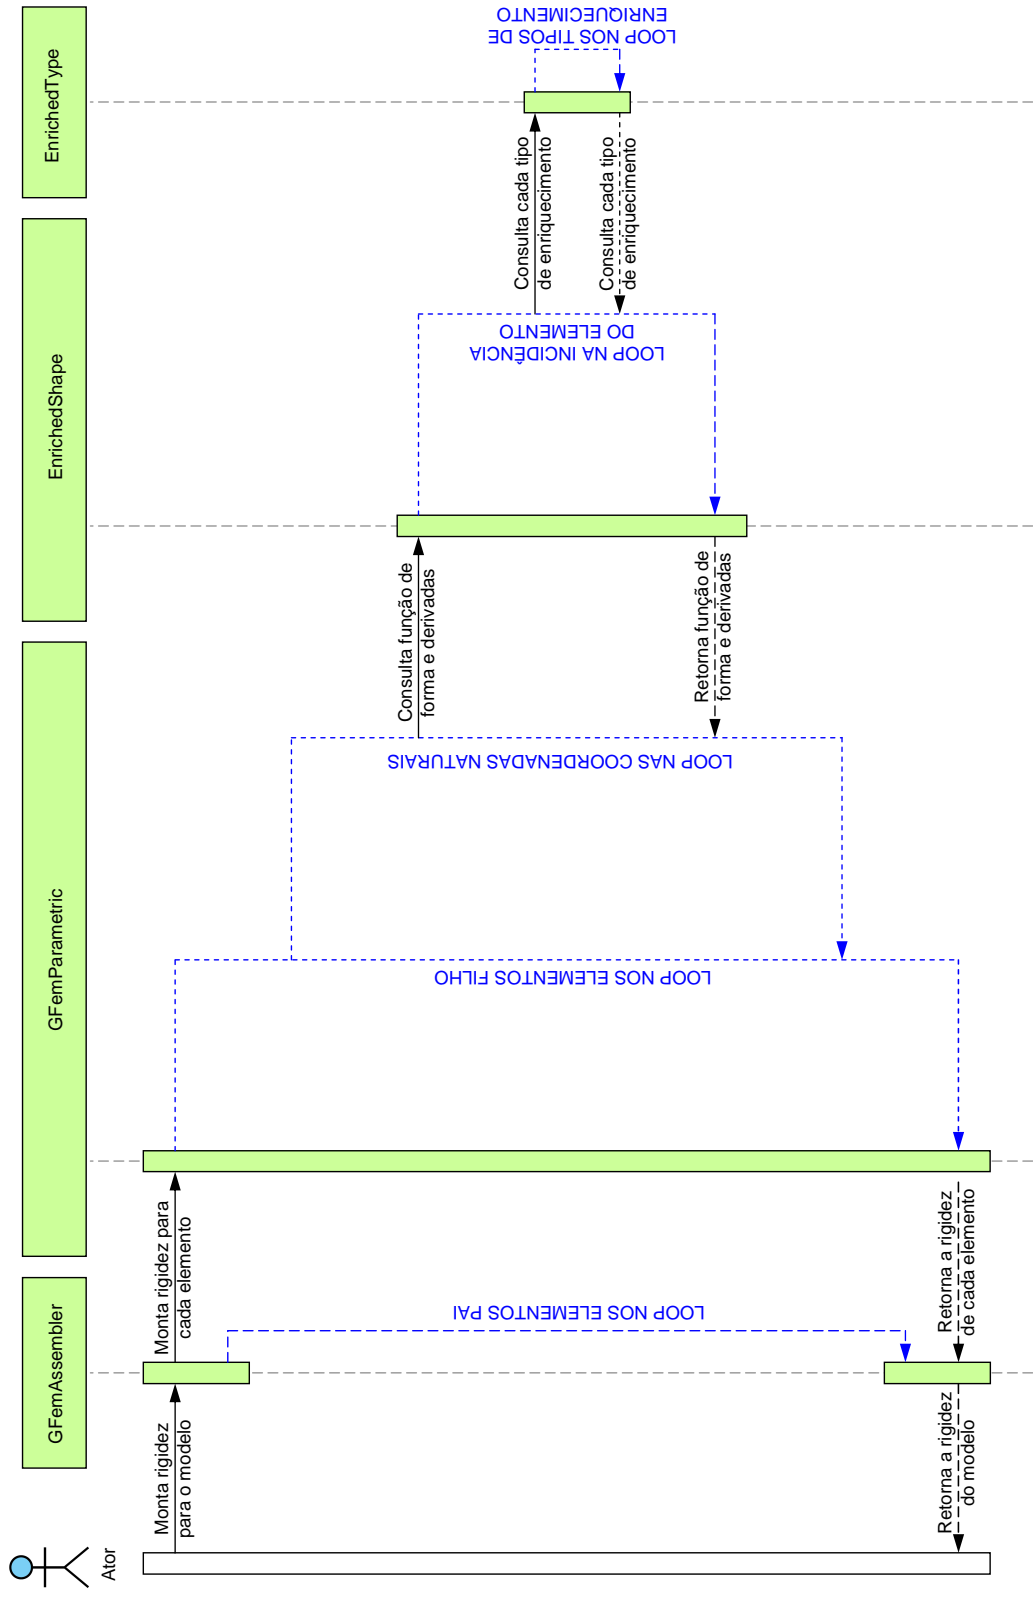 Ator
GFemAssembler
GFemParametric
EnrichedShape
EnrichedType
Monta rigidez
para o modelo
Monta rigidez para
cada elemento
LOOP NOS ELEMENTOS PAI
LOOP NOS ELEMENTOS FILHO
LOOP NAS COORDENADAS NATURAIS
Consulta função de
forma e derivadas
LOOP NA INCIDÊNCIA
DO ELEMENTO
Consulta cada tipo
de enriquecimento
LOOP NOS TIPOS DE
ENRIQUECIMENTO
Consulta cada tipo
de enriquecimento
Retorna função de
forma e derivadas
Retorna a rigidez
de cada elemento
Retorna a rigidez
do modelo